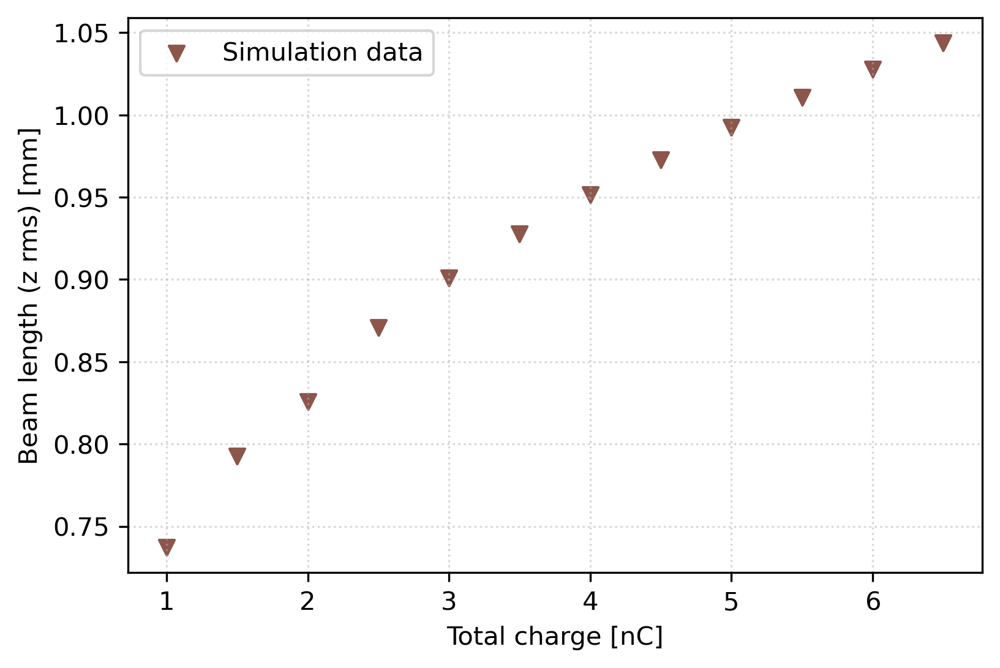 Simulation data
Beam length (z rms) [mm]
1.05
1.00
0.95
0.90
0.85
0.80
0.75
1 2 3 4 5 6
Total charge [nC]